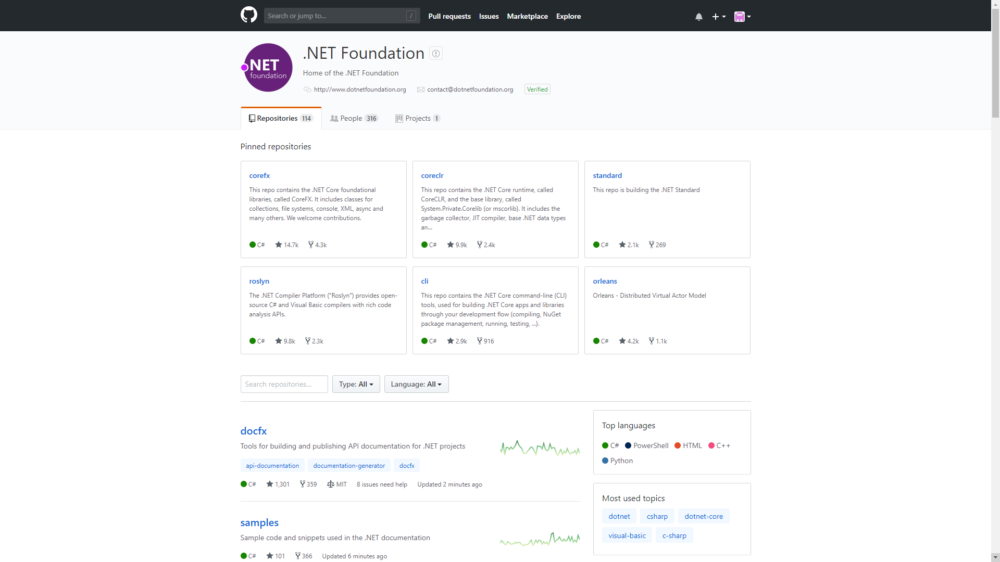 Search or jump to...
/
Pull requests
Issues
Marketplace
Explore
NET
foundation
.NET Foundation
Home of the .NET Foundation
http://www.dotnetfoundation.org
contact@dotnetfoundation.org
Verified
Repositories 114
People 316
Projects 1
Pinned repositories
corefx
This repo contains the .NET Core foundational
libraries, called CoreFX. It includes classes for
collections, file systems, console, XML, async and
many others. We welcome contributions.
C# 14.7k 4.3k
coreclr
This repo contains the .NET Core runtime, called
CoreCLR, and the base library, called
System.Private.Corelib (or mscorlib). It includes the
garbage collector, JIT compiler, base .NET data types
an...
C# 9.9k 2.4k
standard
This repo is building the .NET Standard
C# 2.1k 269
roslyn
The .NET Compiler Platform ("Roslyn") provides open-
source C# and Visual Basic compilers with rich code
analysis APIs.
C# 9.8k 2.3k
cli
This repo contains the .NET Core command-line (CLI)
tools, used for building .NET Core apps and libraries
through your development flow (compiling, NuGet
package management, running, testing, ...).
C# 2.9k 916
orleans
Orleans - Distributed Virtual Actor Model
C# 4.2k 1.1k
Search repositories...
Type: All
Language: All
docfx
Tools for building and publishing API documentation for .NET projects
api-documentation
documentation-generator
docfx
C# 1,301 359 MIT 8 issues need help Updated 2 minutes ago
samples
Sample code and snippets used in the .NET documentation
C# 101 366 Updated 6 minutes ago
Top languages
C# PowerShell HTML C++
Python
Most used topics
dotnet csharp dotnet-core
visual-basic c-sharp